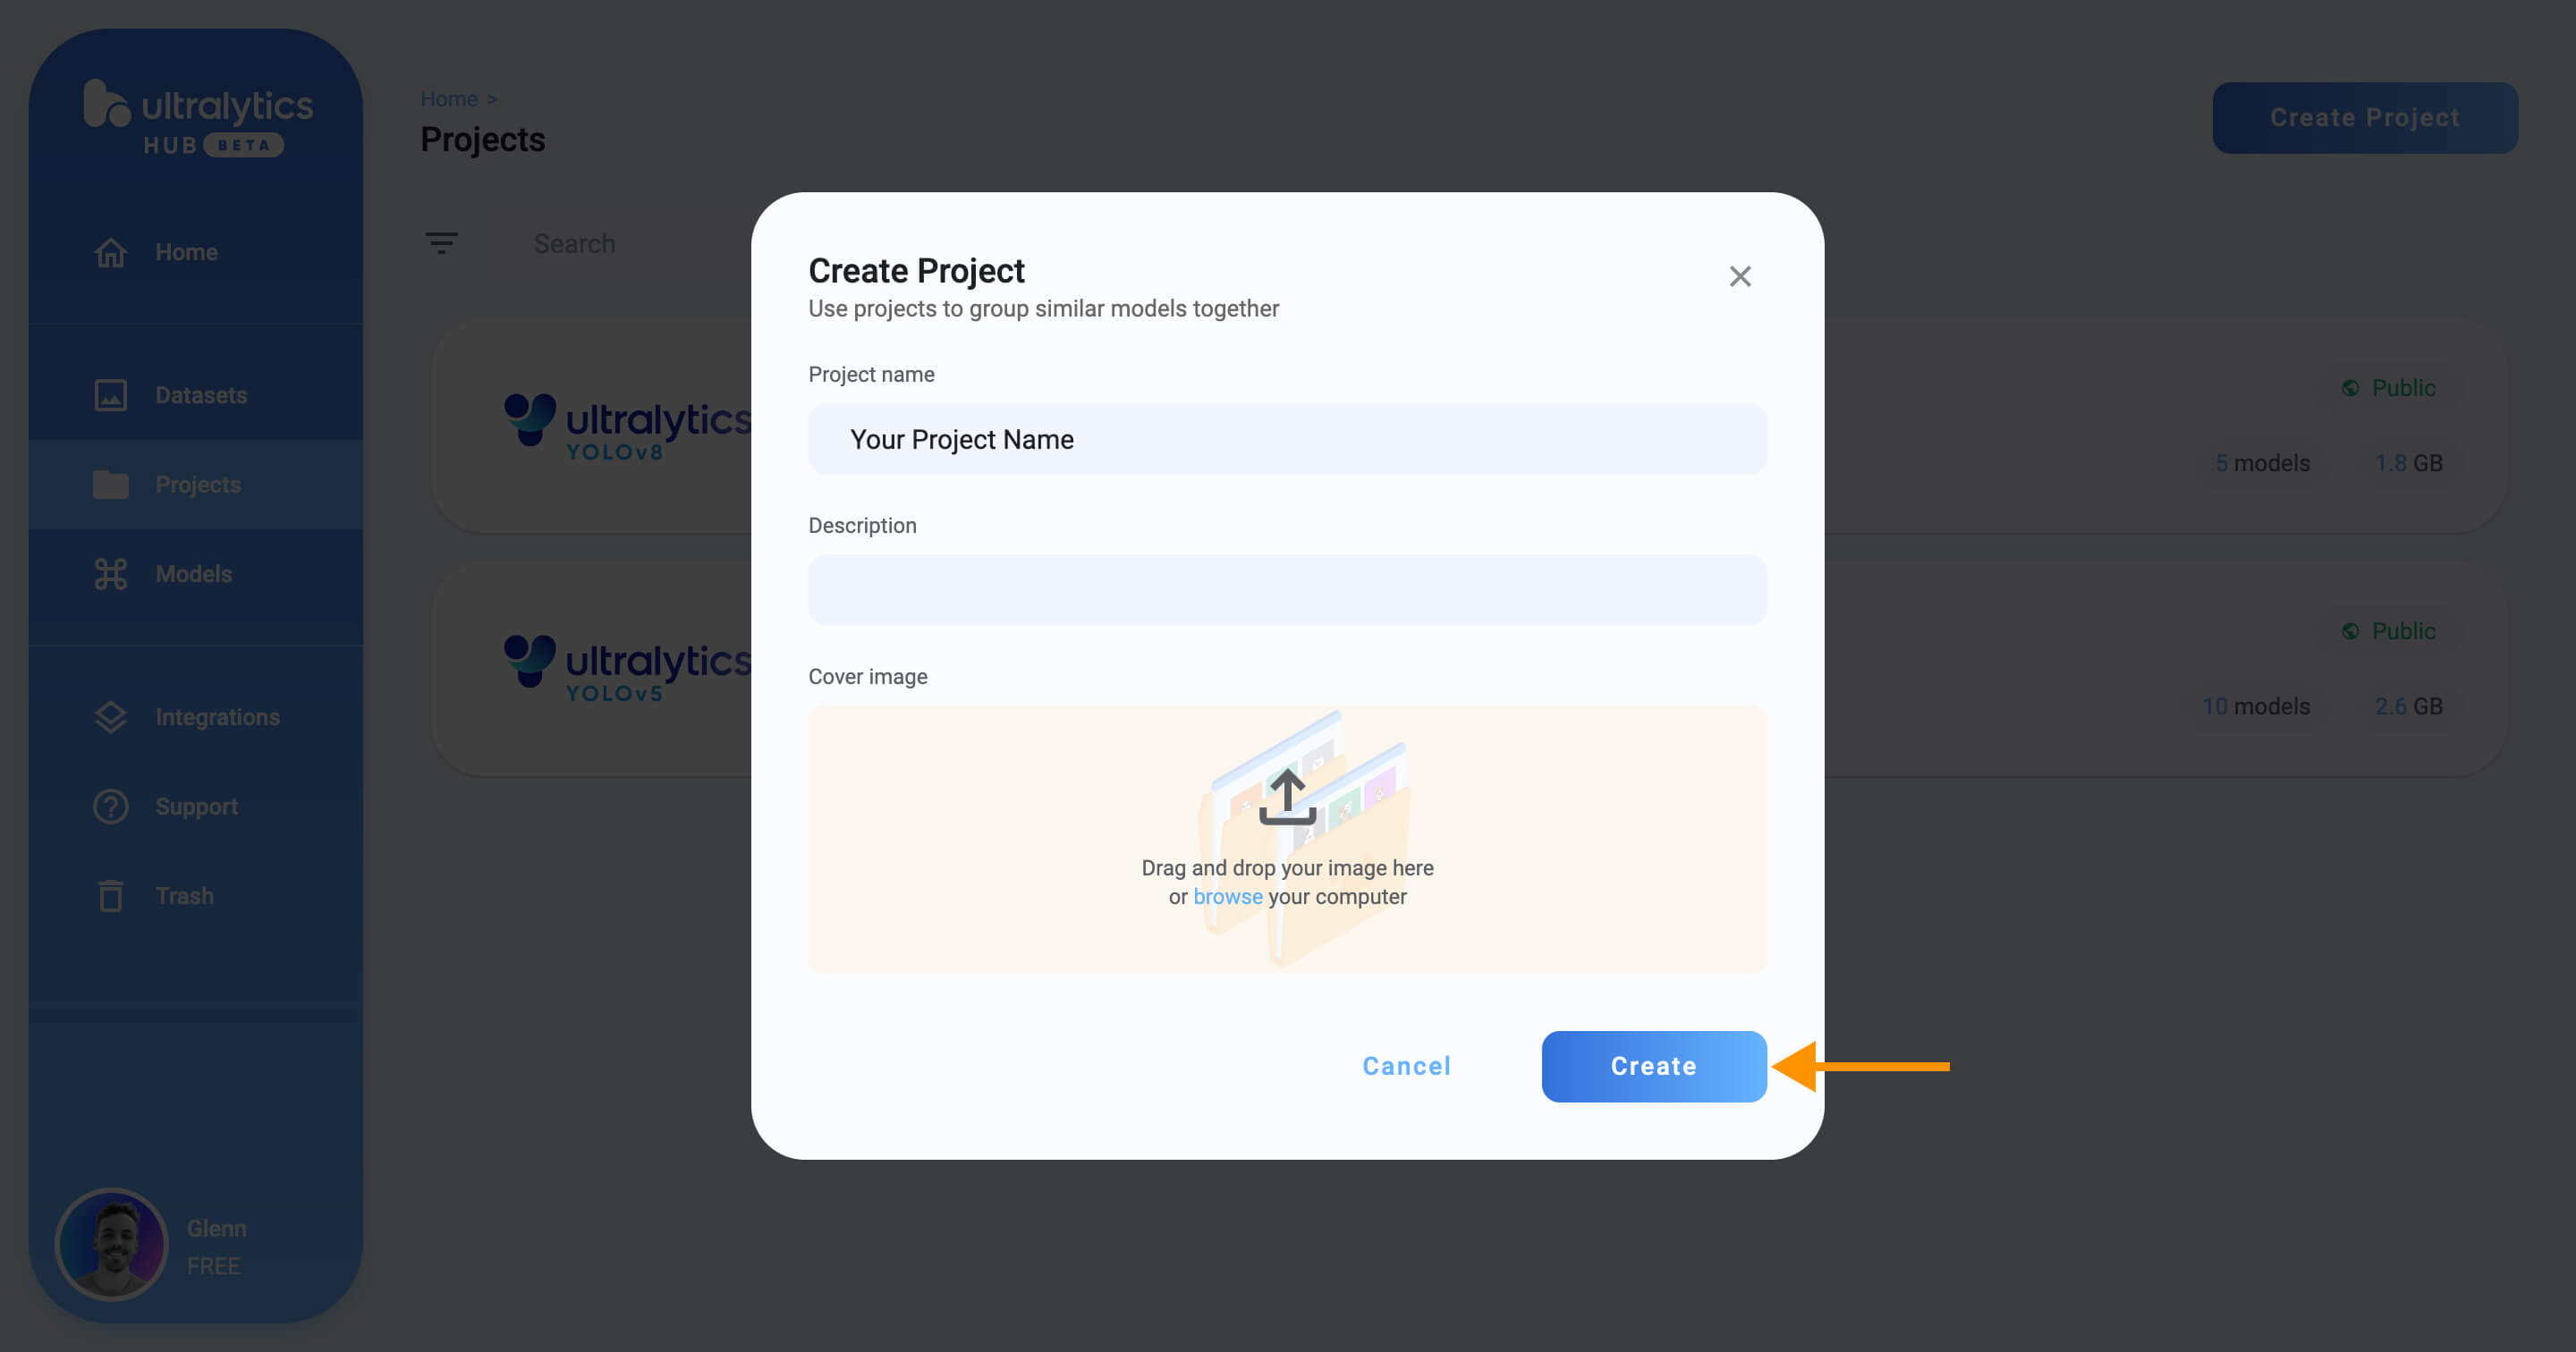 ultralytics
HUB BETA
Home
Datasets
Projects
Models
Integrations
Support
Trash
Glenn
FREE
Home >
Projects
Create Project
Search
ultralytics
YOLOv8
Public
5 models
1.8 GB
ultralytics
YOLOv5
Public
10 models
2.6 GB
Create Project
Use projects to group similar models together
Project name
Your Project Name
Description
Cover image
Drag and drop your image here
or browse your computer
Cancel
Create